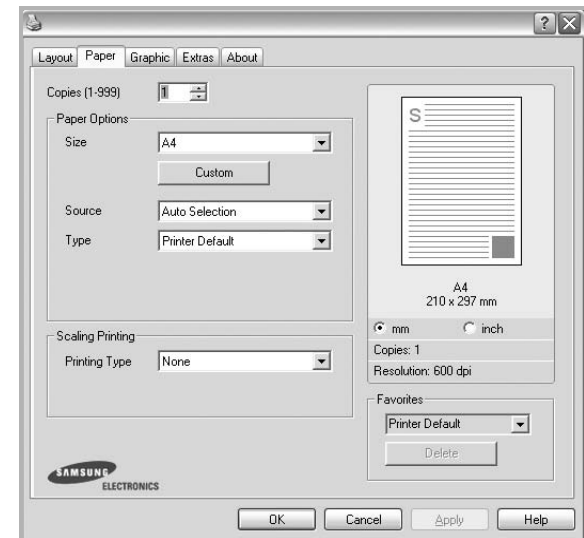 ?
Layout Paper Graphic Extras About
Copies (1-999) 1
Paper Options
Size A4
Custom
Source Auto Selection
Type Printer Default
Scaling Printing
Printing Type None
S
A4
210 x 297 mm
mm inch
Copies: 1
Resolution: 600 dpi
Favorites
Printer Default
Delete
SAMSUNG
ELECTRONICS
OK Cancel Apply Help